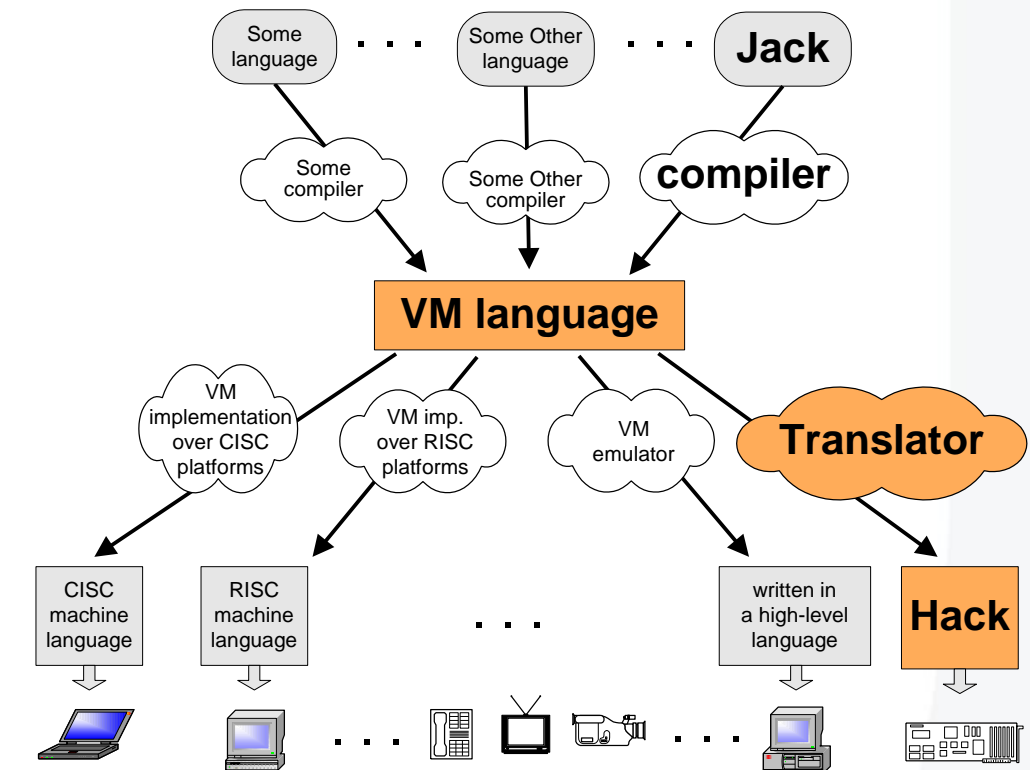 Some
language
. . .
Some Other
language
. . .
Jack
Some
compiler
Some Other
compiler
compiler
VM language
VM
implementation
over CISC
platforms
VM imp.
over RISC
platforms
VM
emulator
Translator
CISC
machine
language
RISC
machine
language
. . .
written in
a high-level
language
Hack
. . .
. . .